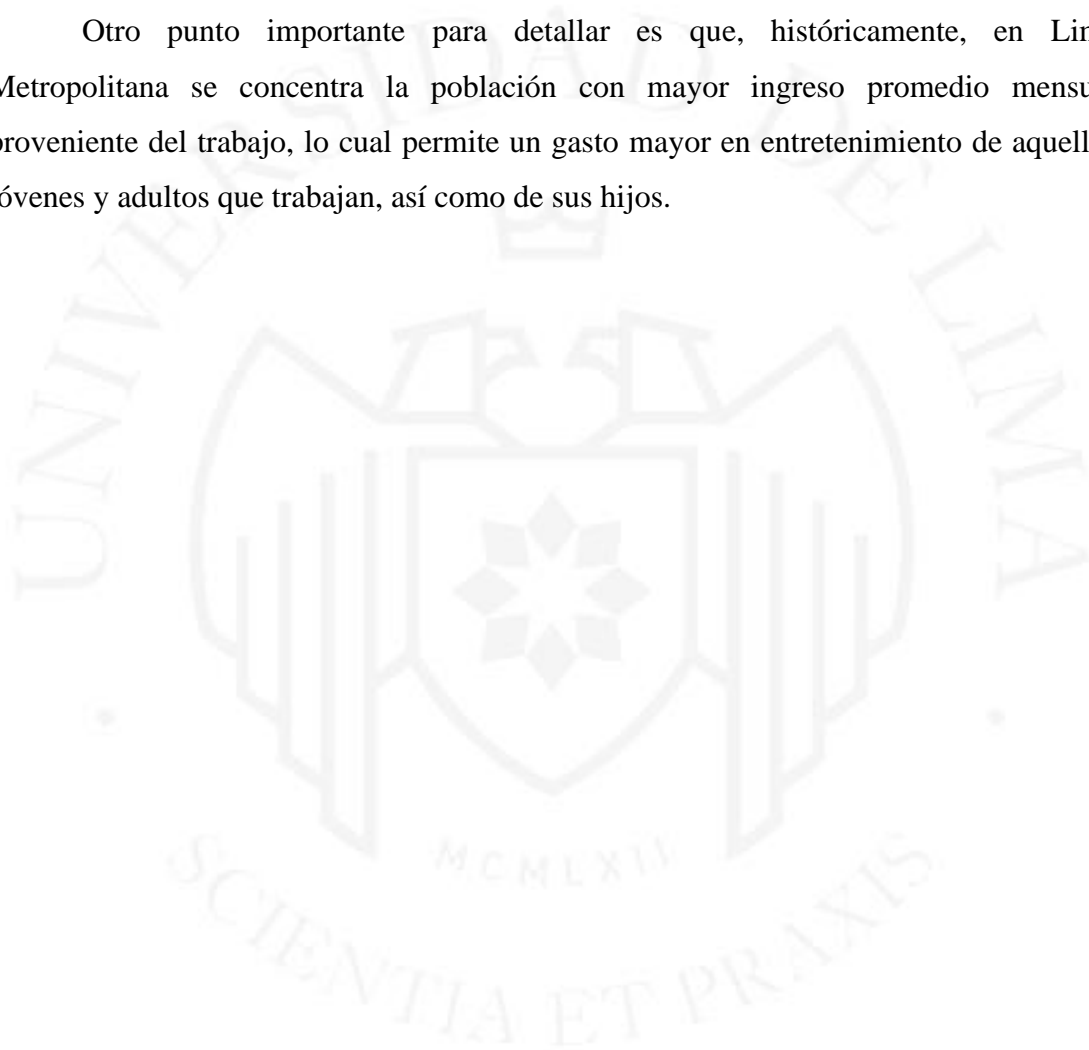 Otro punto importante para detallar es que, históricamente, en Lim
Metropolitana se concentra la población con mayor ingreso promedio mensu
proveniente del trabajo, lo cual permite un gasto mayor en entretenimiento de aquell
jóvenes y adultos que trabajan, así como de sus hijos.
UNIVERSIDAD DE LIMA
MCMLXII
SCIENTIA ET PRAXIS